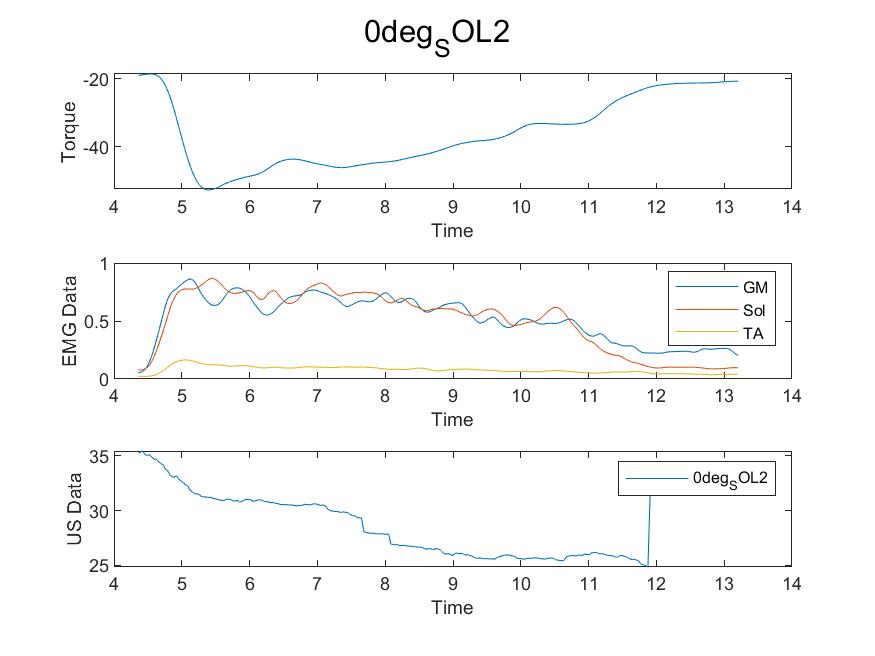 0deg_SOL2
-20
-40
Torque
4 5 6 7 8 9 10 11 12 13 14
Time
1
0.5
0
EMG Data
GM
Sol
TA
4 5 6 7 8 9 10 11 12 13 14
Time
35
30
25
US Data
0deg_SOL2
4 5 6 7 8 9 10 11 12 13 14
Time